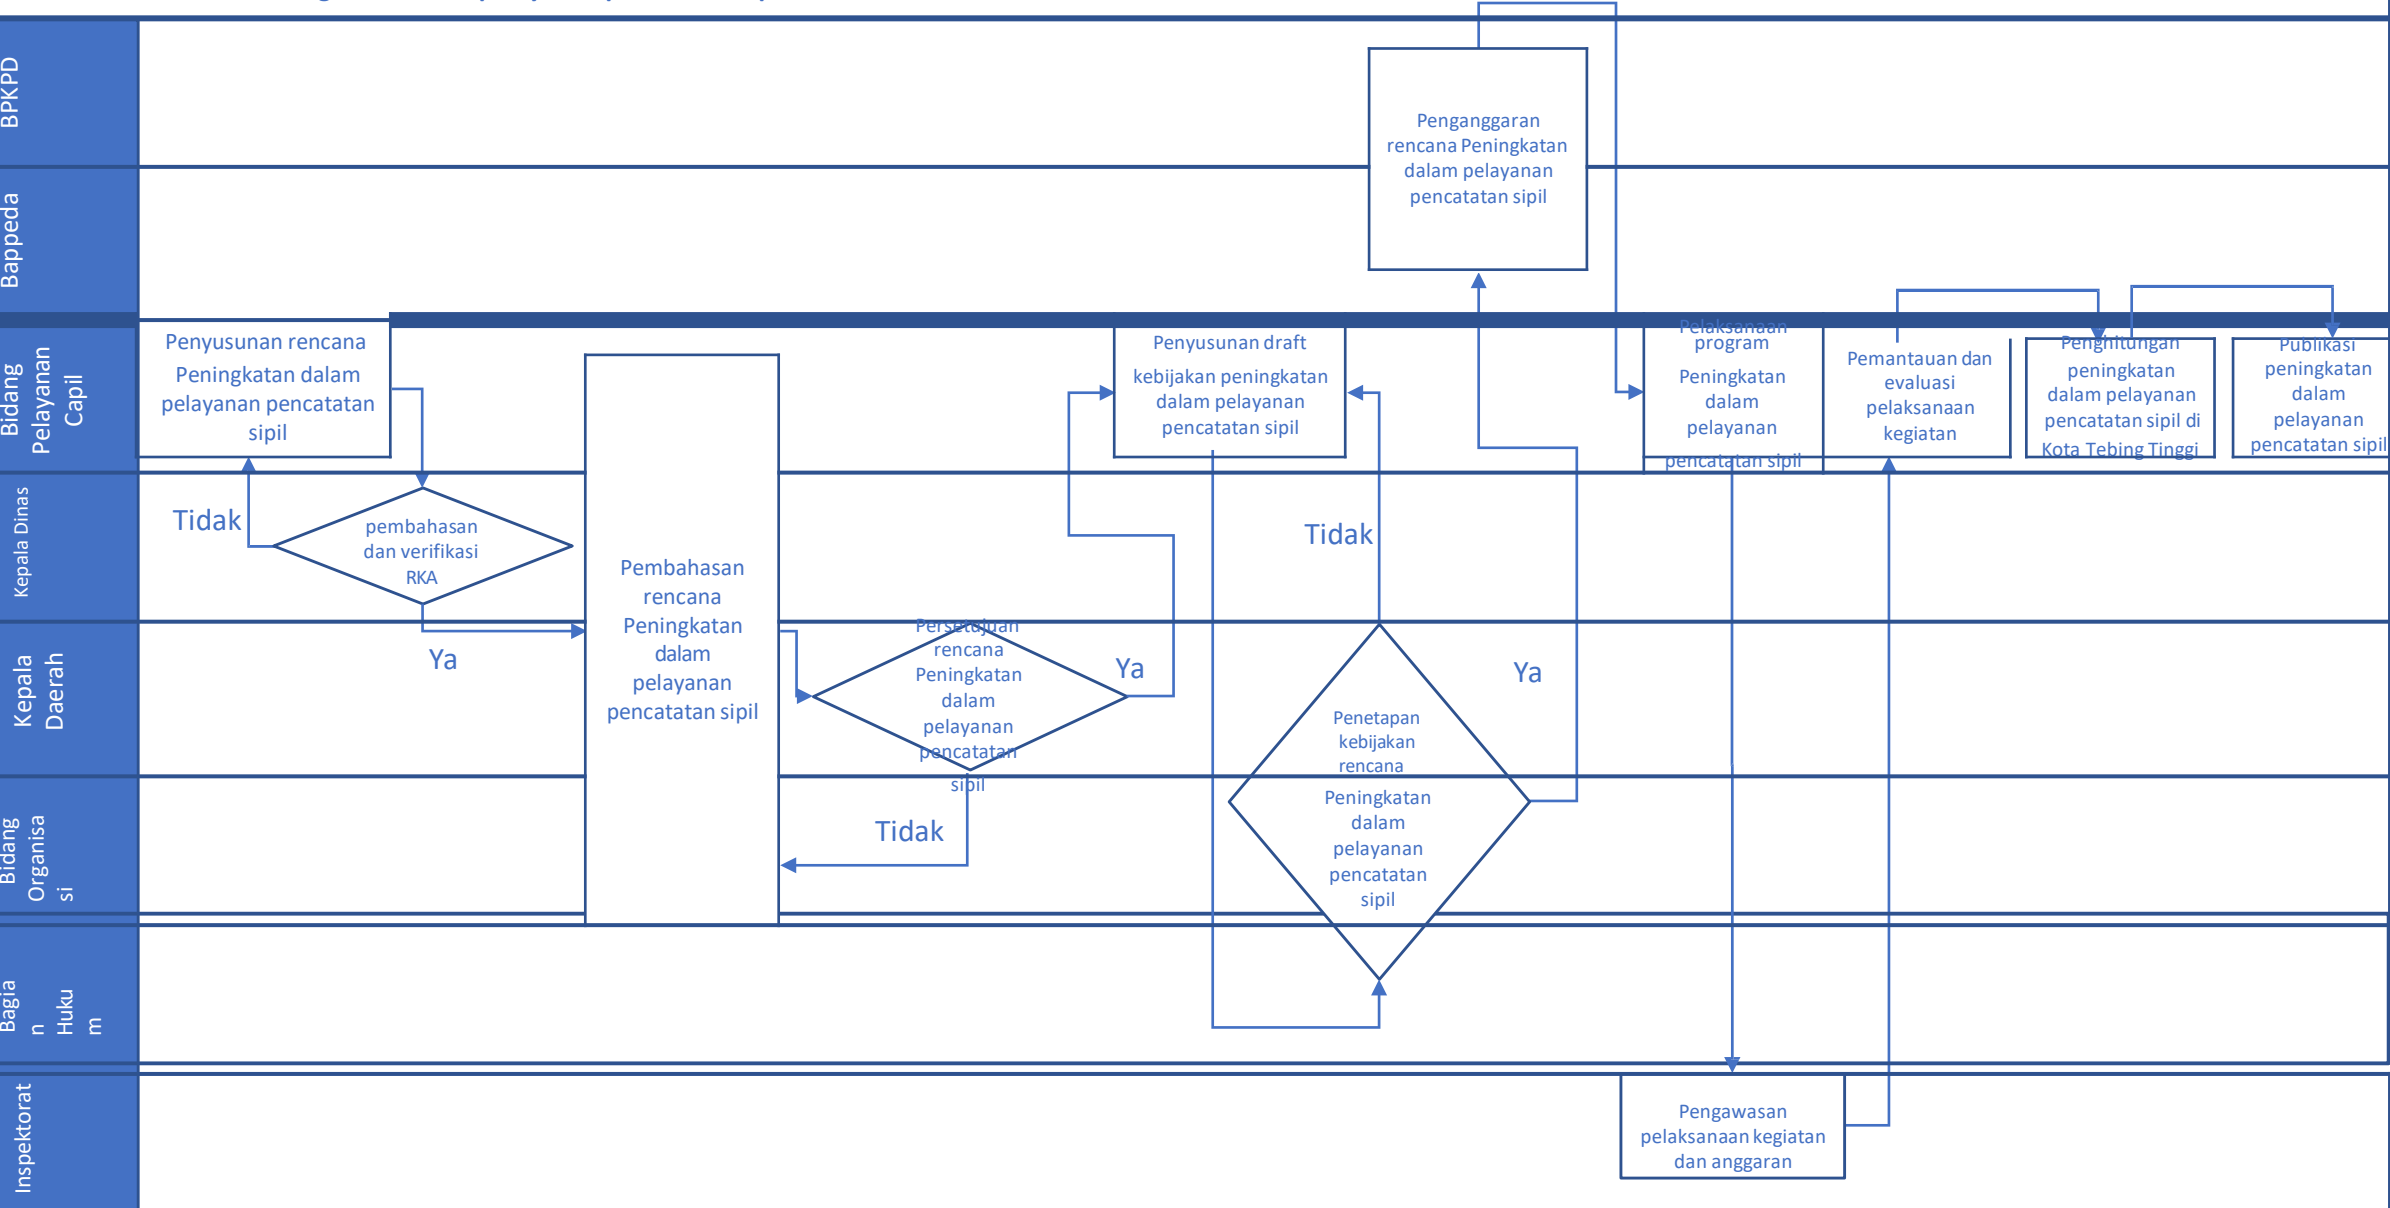 BPKPD
Bappeda
Bidang
Pelayanan
Capil
Kepala Dinas
Kepala
Daerah
Bidang
Organisa
si
Bagia
n
Huku
m
Inspektorat
Penyusunan rencana
Peningkatan dalam
pelayanan pencatatan
sipil
Tidak
pembahasan
dan verifikasi
RKA
Ya
Pembahasan
rencana
Peningkatan
dalam
pelayanan
pencatatan sipil
Persetujuan
rencana
Peningkatan
dalam
pelayanan
pencatatan
sipil
Ya
Tidak
Penyusunan draft
kebijakan peningkatan
dalam pelayanan
pencatatan sipil
Tidak
Penetapan
kebijakan
rencana
Peningkatan
dalam
pelayanan
pencatatan
sipil
Ya
Penganggaran
rencana Peningkatan
dalam pelayanan
pencatatan sipil
Pelaksanaan
program
Peningkatan
dalam
pelayanan
pencatatan sipil
Pengawasan
pelaksanaan kegiatan
dan anggaran
Pemantauan dan
evaluasi
pelaksanaan
kegiatan
Penghitungan
peningkatan
dalam pelayanan
pencatatan sipil di
Kota Tebing Tinggi
Publikasi
peningkatan
dalam
pelayanan
pencatatan sipil